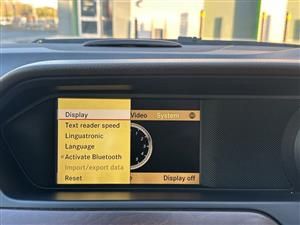 Display
Video
System
Text reader speed
Linguatronic
Language
Activate Bluetooth
Import/export data
Reset
Display off